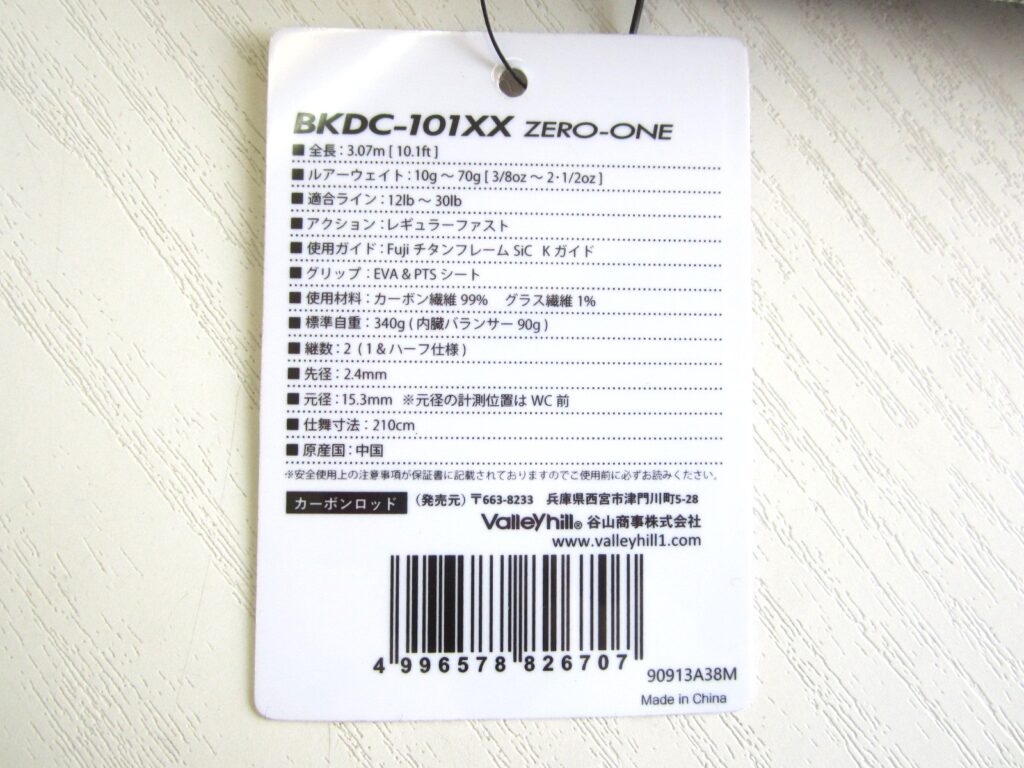 BKDC-101XX ZERO-ONE
■ 全長：3.07m [ 10.1ft ]
■ ルアーウェイト：10g ～ 70g [ 3/8oz ～ 2･1/2oz ]
■ 適合ライン：12lb ～ 30lb
■ アクション：レギュラーファスト
■ 使用ガイド：Fuji チタンフレーム SiC K ガイド
■ グリップ：EVA & PTS シート
■ 使用材料：カーボン繊維 99% グラス繊維 1%
■ 標準自重：340g ( 内臓バランサー 90g )
■ 継数：2 ( 1 & ハーフ仕様 )
■ 先径：2.4mm
■ 元径：15.3mm ※元径の計測位置は WC 前
■ 仕舞寸法：210cm
■ 原産国：中国
※安全使用上の注意事項が保証書に記載されておりますのでご使用前に必ずお読みください。
カーボンロッド （発売元）〒663-8233 兵庫県西宮市津門川町5-28
Valleyhill® 谷山商事株式会社
www.valleyhill1.com
4 996578 826707
90913A38M
Made in China